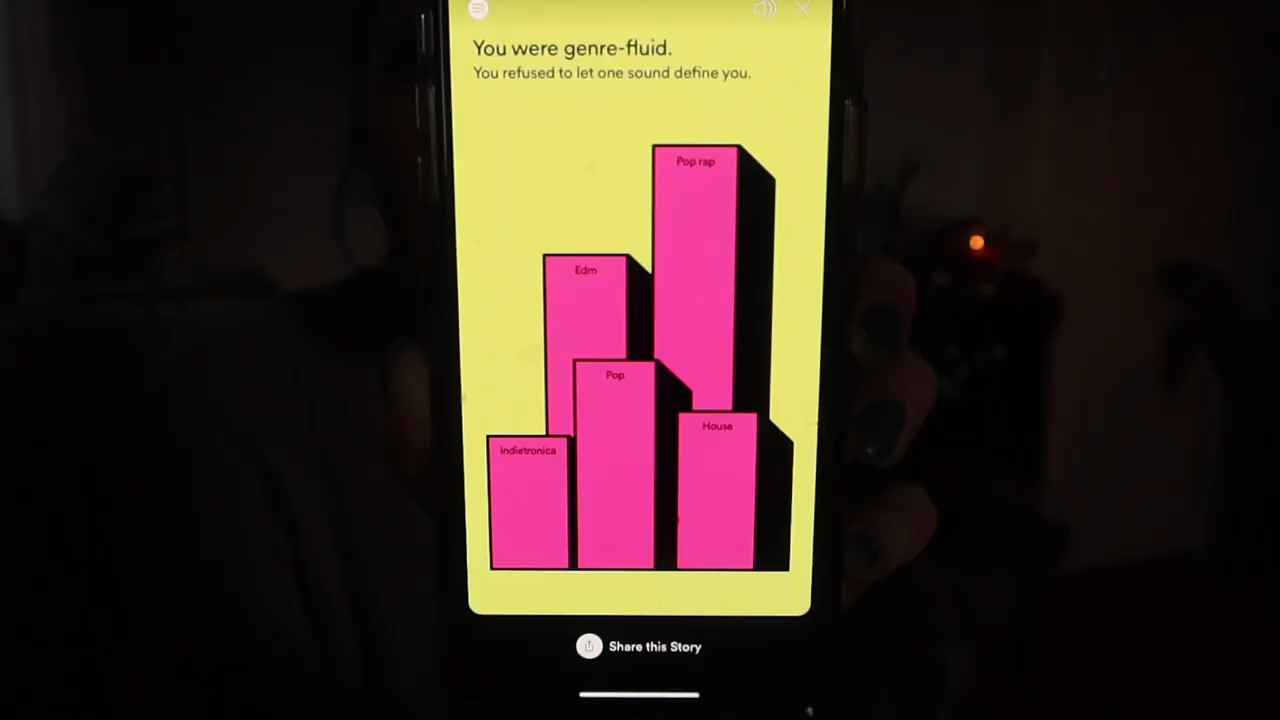 You were genre-fluid.
You refused to let one sound define you.
Pop rap
Edm
Pop
House
Indietronica
Share this Story